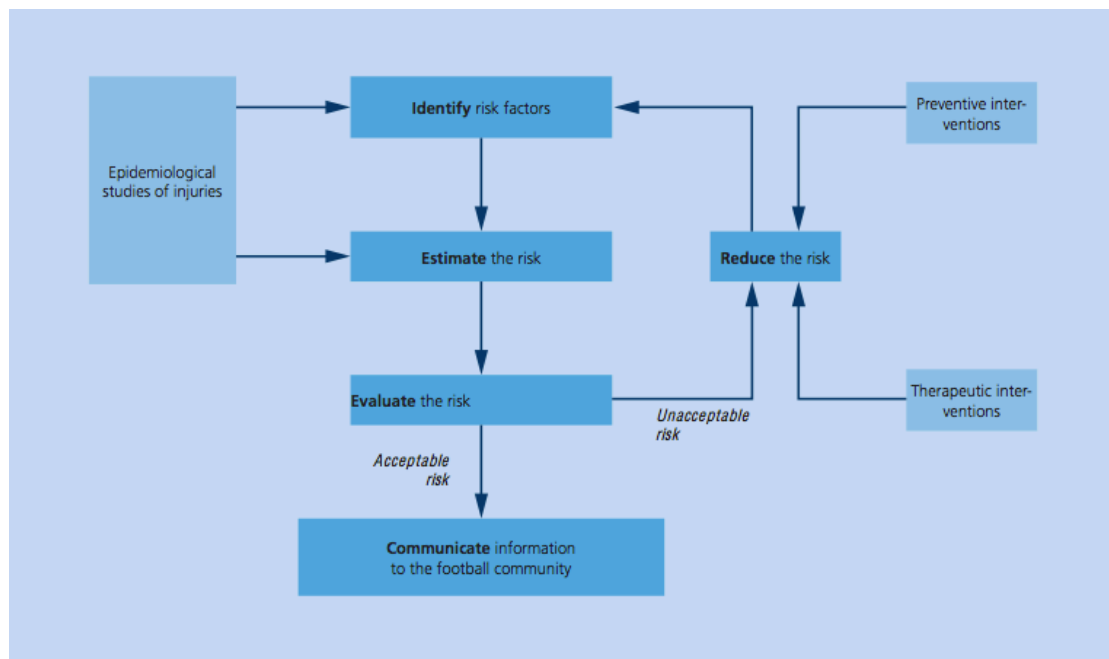 Identify risk factors
Preventive inter-
ventions
Epidemiological
studies of injuries
Estimate the risk
Reduce the risk
Evaluate the risk
Unacceptable
risk
Therapeutic inter-
ventions
Acceptable
risk
Communicate information
to the football community